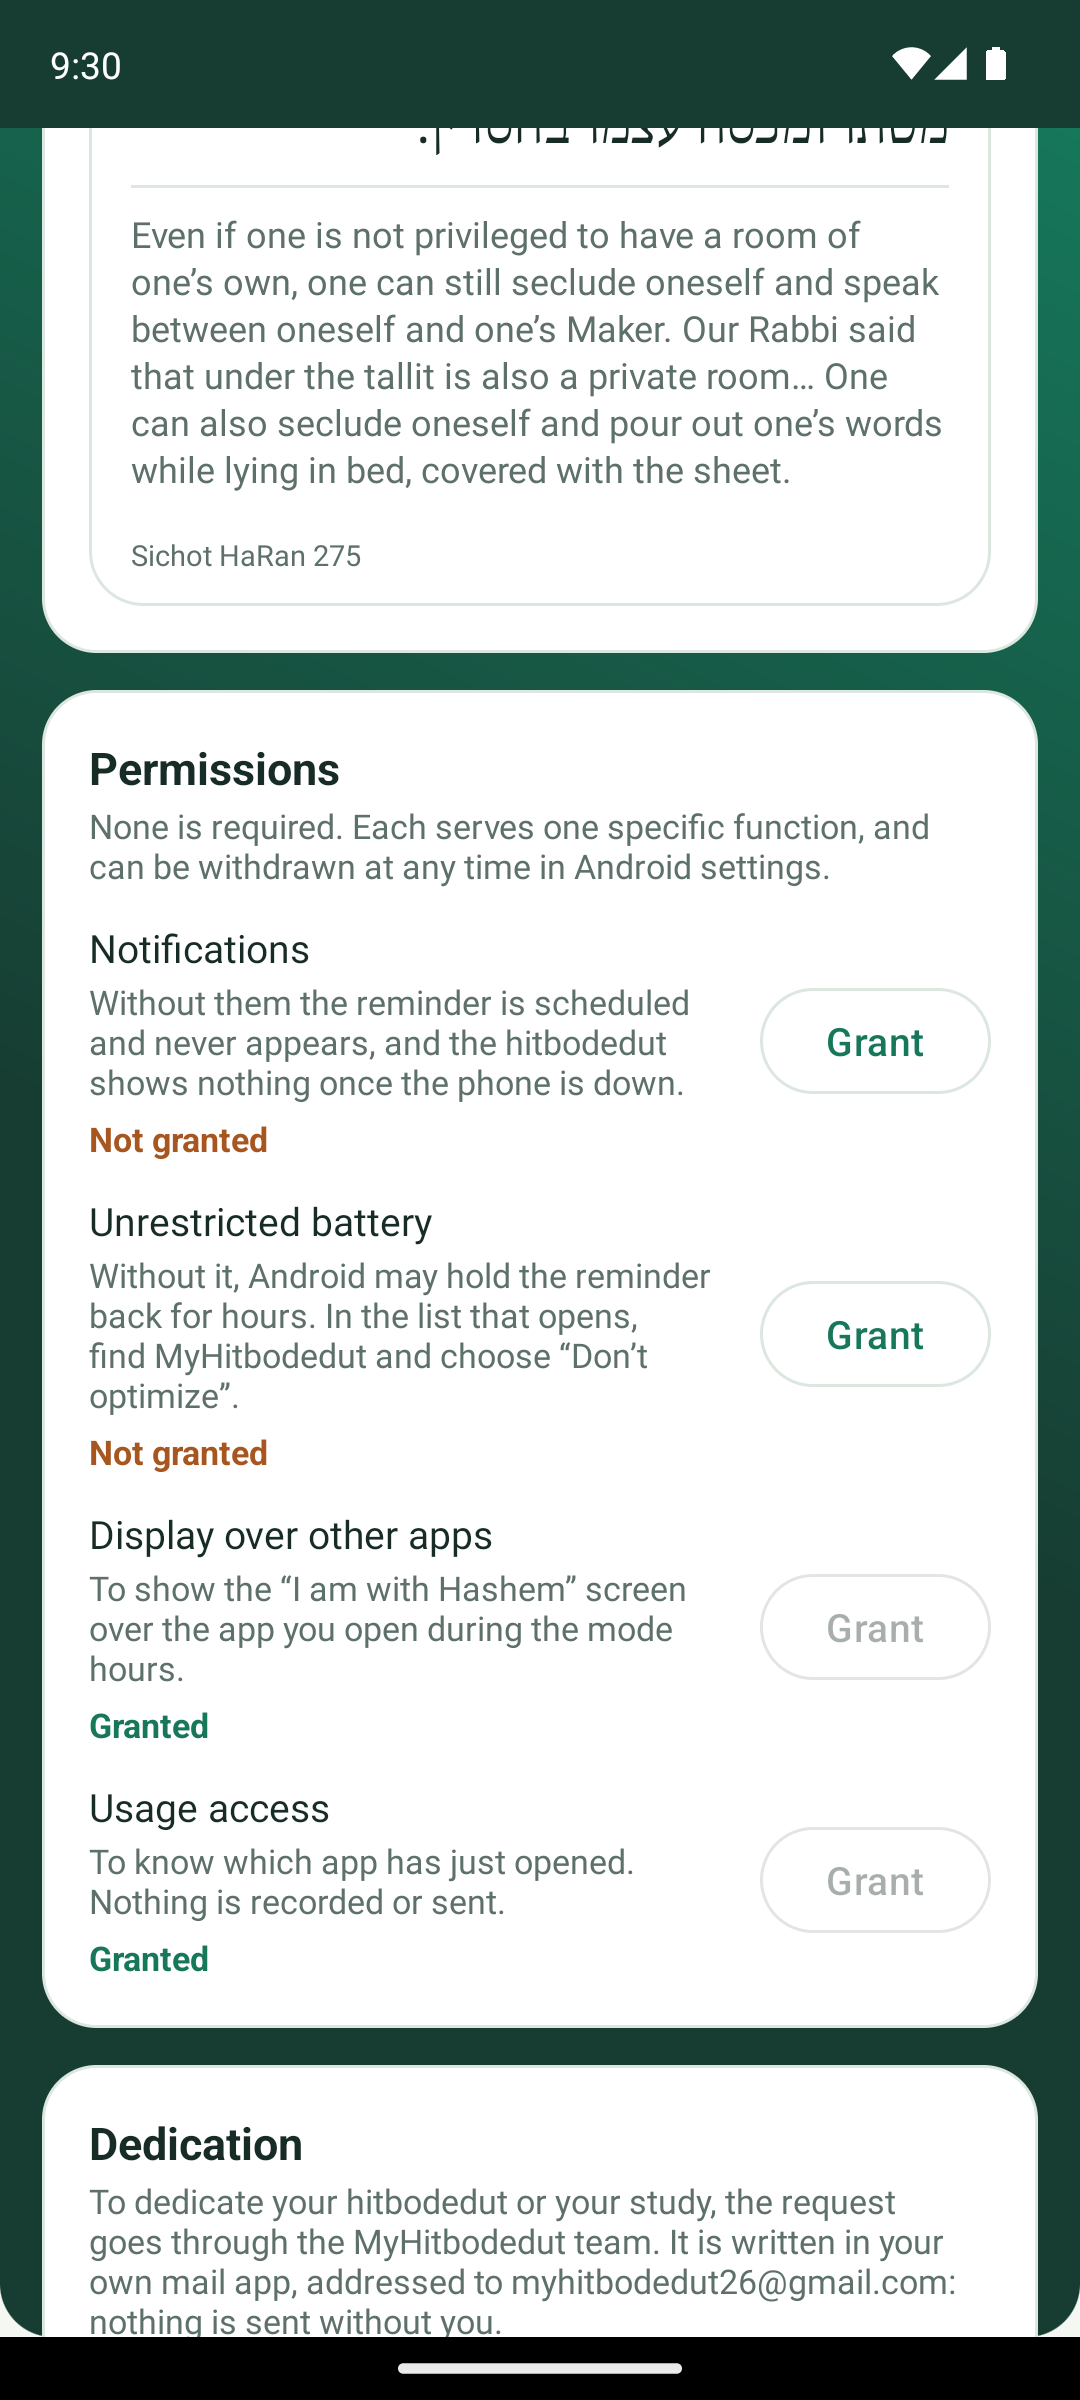 9:30
Even if one is not privileged to have a room of
one’s own, one can still seclude oneself and speak
between oneself and one’s Maker. Our Rabbi said
that under the tallit is also a private room… One
can also seclude oneself and pour out one’s words
while lying in bed, covered with the sheet.
Sichot HaRan 275
Permissions
None is required. Each serves one specific function, and
can be withdrawn at any time in Android settings.
Notifications
Without them the reminder is scheduled
and never appears, and the hitbodedut
shows nothing once the phone is down.
Grant
Not granted
Unrestricted battery
Without it, Android may hold the reminder
back for hours. In the list that opens,
find MyHitbodedut and choose “Don’t
optimize”.
Grant
Not granted
Display over other apps
To show the “I am with Hashem” screen
over the app you open during the mode
hours.
Grant
Granted
Usage access
To know which app has just opened.
Nothing is recorded or sent.
Grant
Granted
Dedication
To dedicate your hitbodedut or your study, the request
goes through the MyHitbodedut team. It is written in your
own mail app, addressed to myhitbodedut26@gmail.com:
nothing is sent without you.